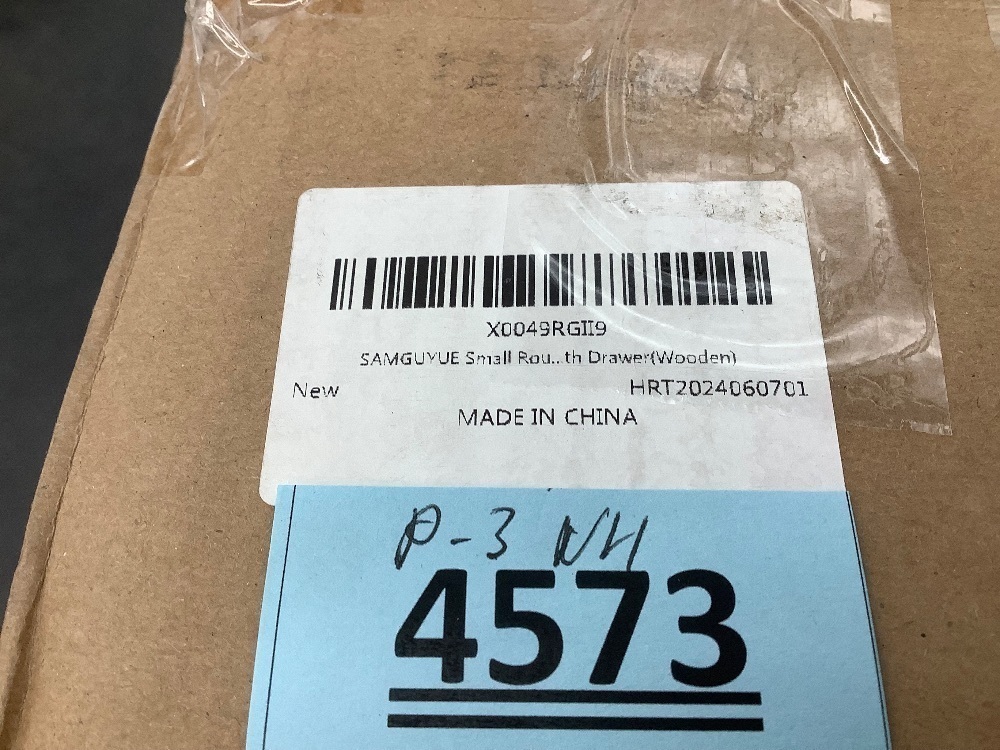 X0049RGII9
SAMGUYUE Small Rou...th Drawer(Wooden)
New HRT2024060701
MADE IN CHINA
P-3 NH
4573